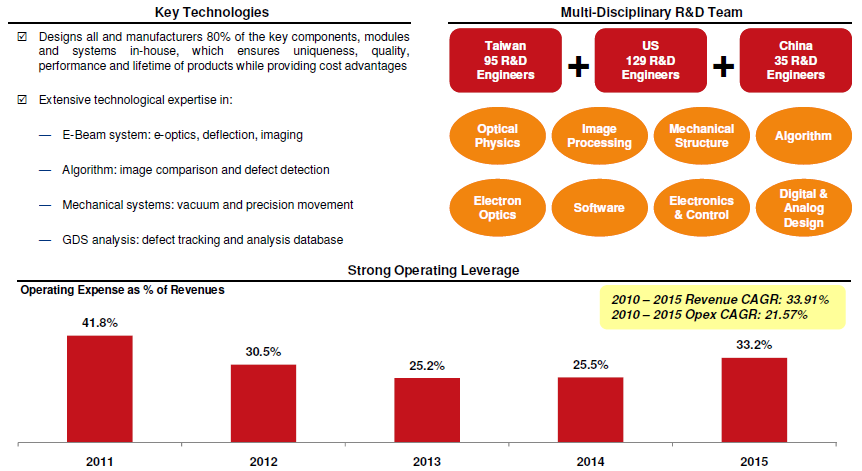 Key Technologies
☑ Designs all and manufacturers 80% of the key components, modules
and systems in-house, which ensures uniqueness, quality,
performance and lifetime of products while providing cost advantages
☑ Extensive technological expertise in:
— E-Beam system: e-optics, deflection, imaging
— Algorithm: image comparison and defect detection
— Mechanical systems: vacuum and precision movement
— GDS analysis: defect tracking and analysis database
Multi-Disciplinary R&D Team
Taiwan
95 R&D
Engineers
+
US
129 R&D
Engineers
+
China
35 R&D
Engineers
Optical
Physics
Image
Processing
Mechanical
Structure
Algorithm
Electron
Optics
Software
Electronics
& Control
Digital &
Analog
Design
Strong Operating Leverage
Operating Expense as % of Revenues
2010 – 2015 Revenue CAGR: 33.91%
2010 – 2015 Opex CAGR: 21.57%
41.8%
30.5%
25.2%
25.5%
33.2%
2011
2012
2013
2014
2015